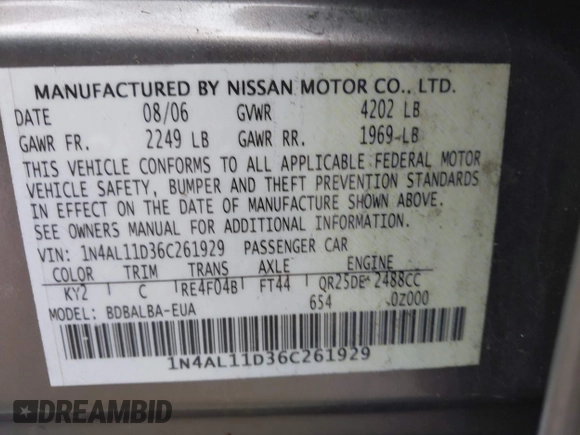 MANUFACTURED BY NISSAN MOTOR CO., LTD.
DATE 08/06 GVWR 4202 LB
GAWR FR. 2249 LB GAWR RR. 1969 LB
THIS VEHICLE CONFORMS TO ALL APPLICABLE FEDERAL MOTOR
VEHICLE SAFETY, BUMPER AND THEFT PREVENTION STANDARDS
IN EFFECT ON THE DATE OF MANUFACTURE SHOWN ABOVE.
SEE OWNERS MANUAL FOR ADDITIONAL INFORMATION.
VIN: 1N4AL11D36C261929 PASSENGER CAR
COLOR TRIM TRANS AXLE ENGINE
KY2 C RE4F04B FT44 QR25DE 2488CC
MODEL: BDBALBA-EUA 654 0Z000
1N4AL11D36C261929
DREAMBID